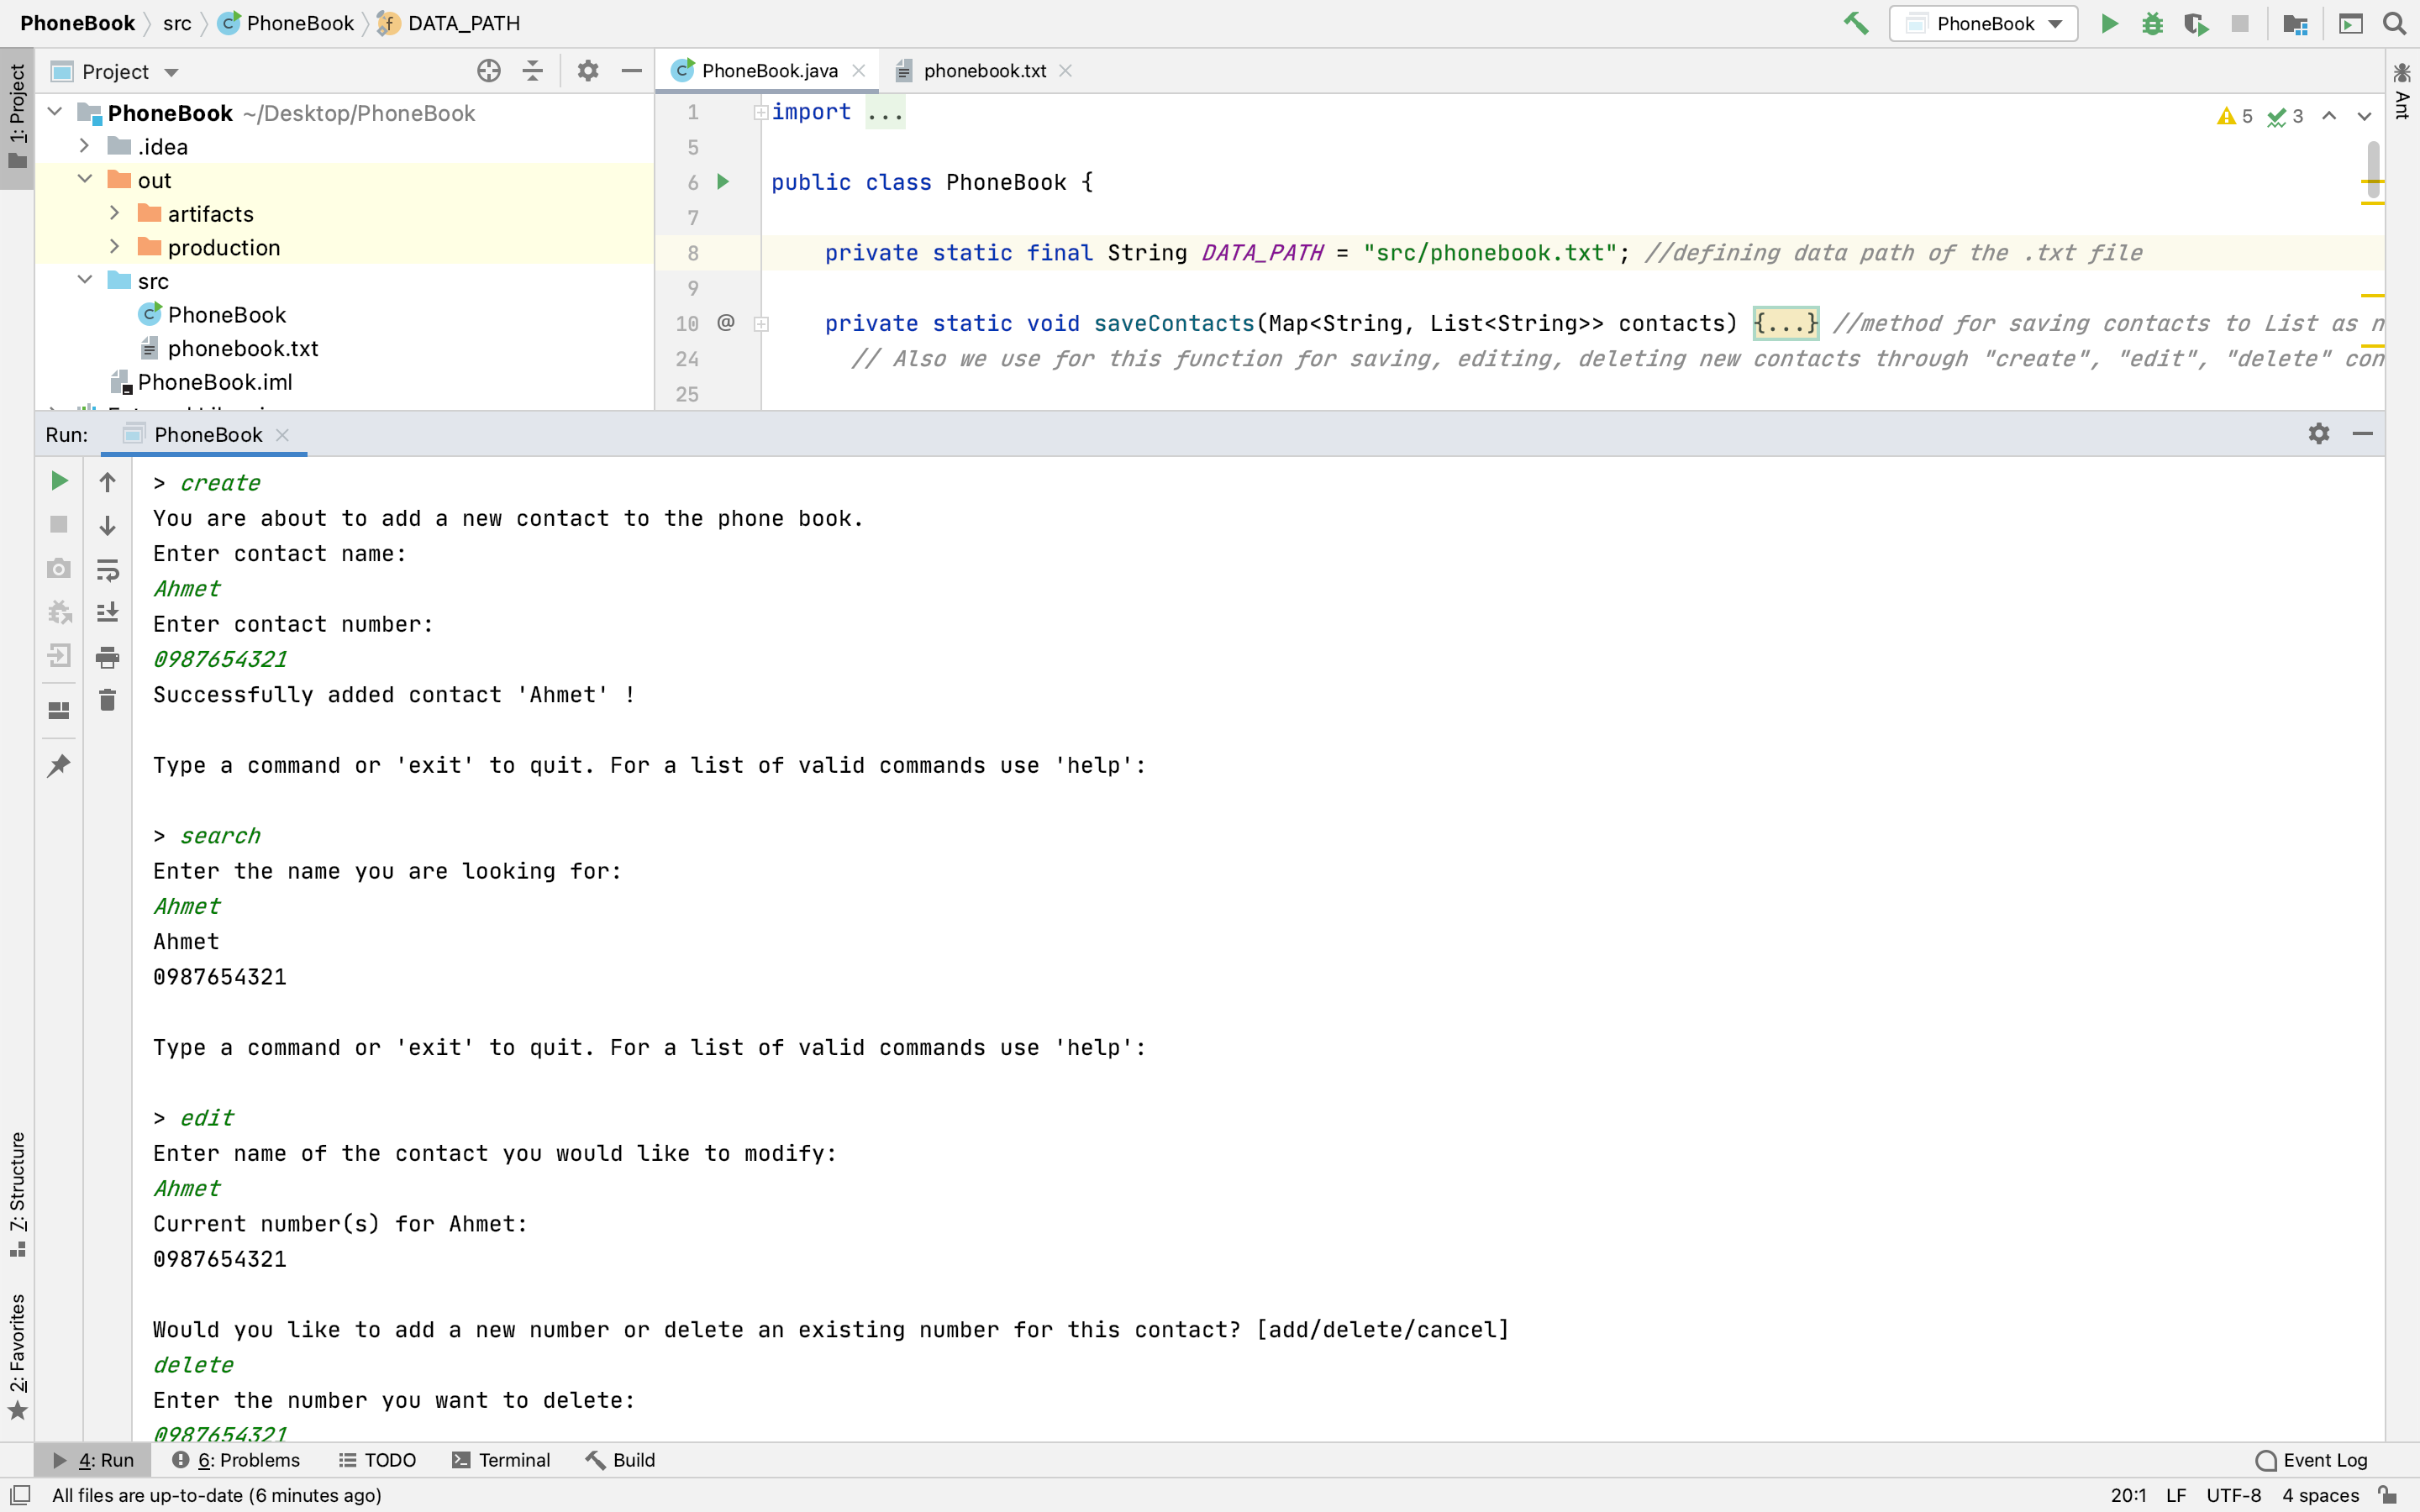 PhoneBook src PhoneBook DATA_PATH
PhoneBook
1: Project
Project
PhoneBook.java
phonebook.txt
Ant
PhoneBook ~/Desktop/PhoneBook
.idea
out
artifacts
production
src
PhoneBook
phonebook.txt
PhoneBook.iml
5 3
1 import ...
5
6 public class PhoneBook {
7
8 private static final String DATA_PATH = "src/phonebook.txt"; //defining data path of the .txt file
9
10 @ private static void saveContacts(Map<String, List<String>> contacts) {...} //method for saving contacts to List as n
24 // Also we use for this function for saving, editing, deleting new contacts through "create", "edit", "delete" con
25
Run: PhoneBook
> create
You are about to add a new contact to the phone book.
Enter contact name:
Ahmet
Enter contact number:
0987654321
Successfully added contact 'Ahmet' !
Type a command or 'exit' to quit. For a list of valid commands use 'help':
> search
Enter the name you are looking for:
Ahmet
Ahmet
0987654321
Type a command or 'exit' to quit. For a list of valid commands use 'help':
> edit
Enter name of the contact you would like to modify:
Ahmet
Current number(s) for Ahmet:
0987654321
Would you like to add a new number or delete an existing number for this contact? [add/delete/cancel]
delete
Enter the number you want to delete:
0987654321
7: Structure
2: Favorites
4: Run 6: Problems TODO Terminal Build Event Log
All files are up-to-date (6 minutes ago) 20:1 LF UTF-8 4 spaces